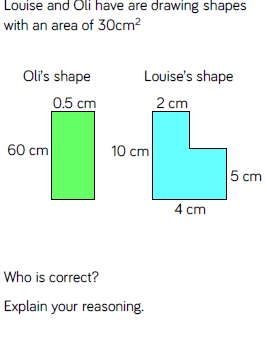 Louise and Oli have are drawing shapes
with an area of 30cm²
Oli's shape Louise's shape
0.5 cm 2 cm
60 cm 10 cm
5 cm
4 cm
Who is correct?
Explain your reasoning.